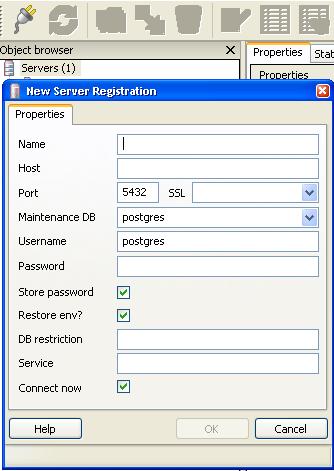 Object browser
Properties Stat
Servers (1)
Properties
New Server Registration
Properties
Name
Host
Port 5432 SSL
Maintenance DB postgres
Username postgres
Password
Store password
Restore env?
DB restriction
Service
Connect now
Help OK Cancel